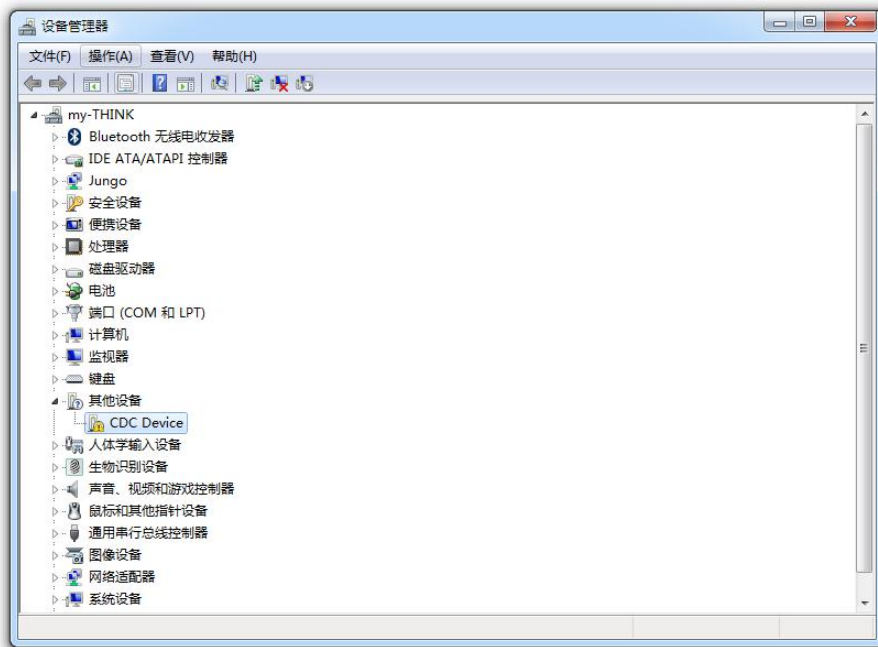 设备管理器
文件(F) 操作(A) 查看(V) 帮助(H)
my-THINK
Bluetooth 无线电收发器
IDE ATA/ATAPI 控制器
Jungo
安全设备
便携设备
处理器
磁盘驱动器
电池
端口 (COM 和 LPT)
计算机
监视器
键盘
其他设备
CDC Device
人体学输入设备
生物识别设备
声音、视频和游戏控制器
鼠标和其他指针设备
通用串行总线控制器
图像设备
网络适配器
系统设备